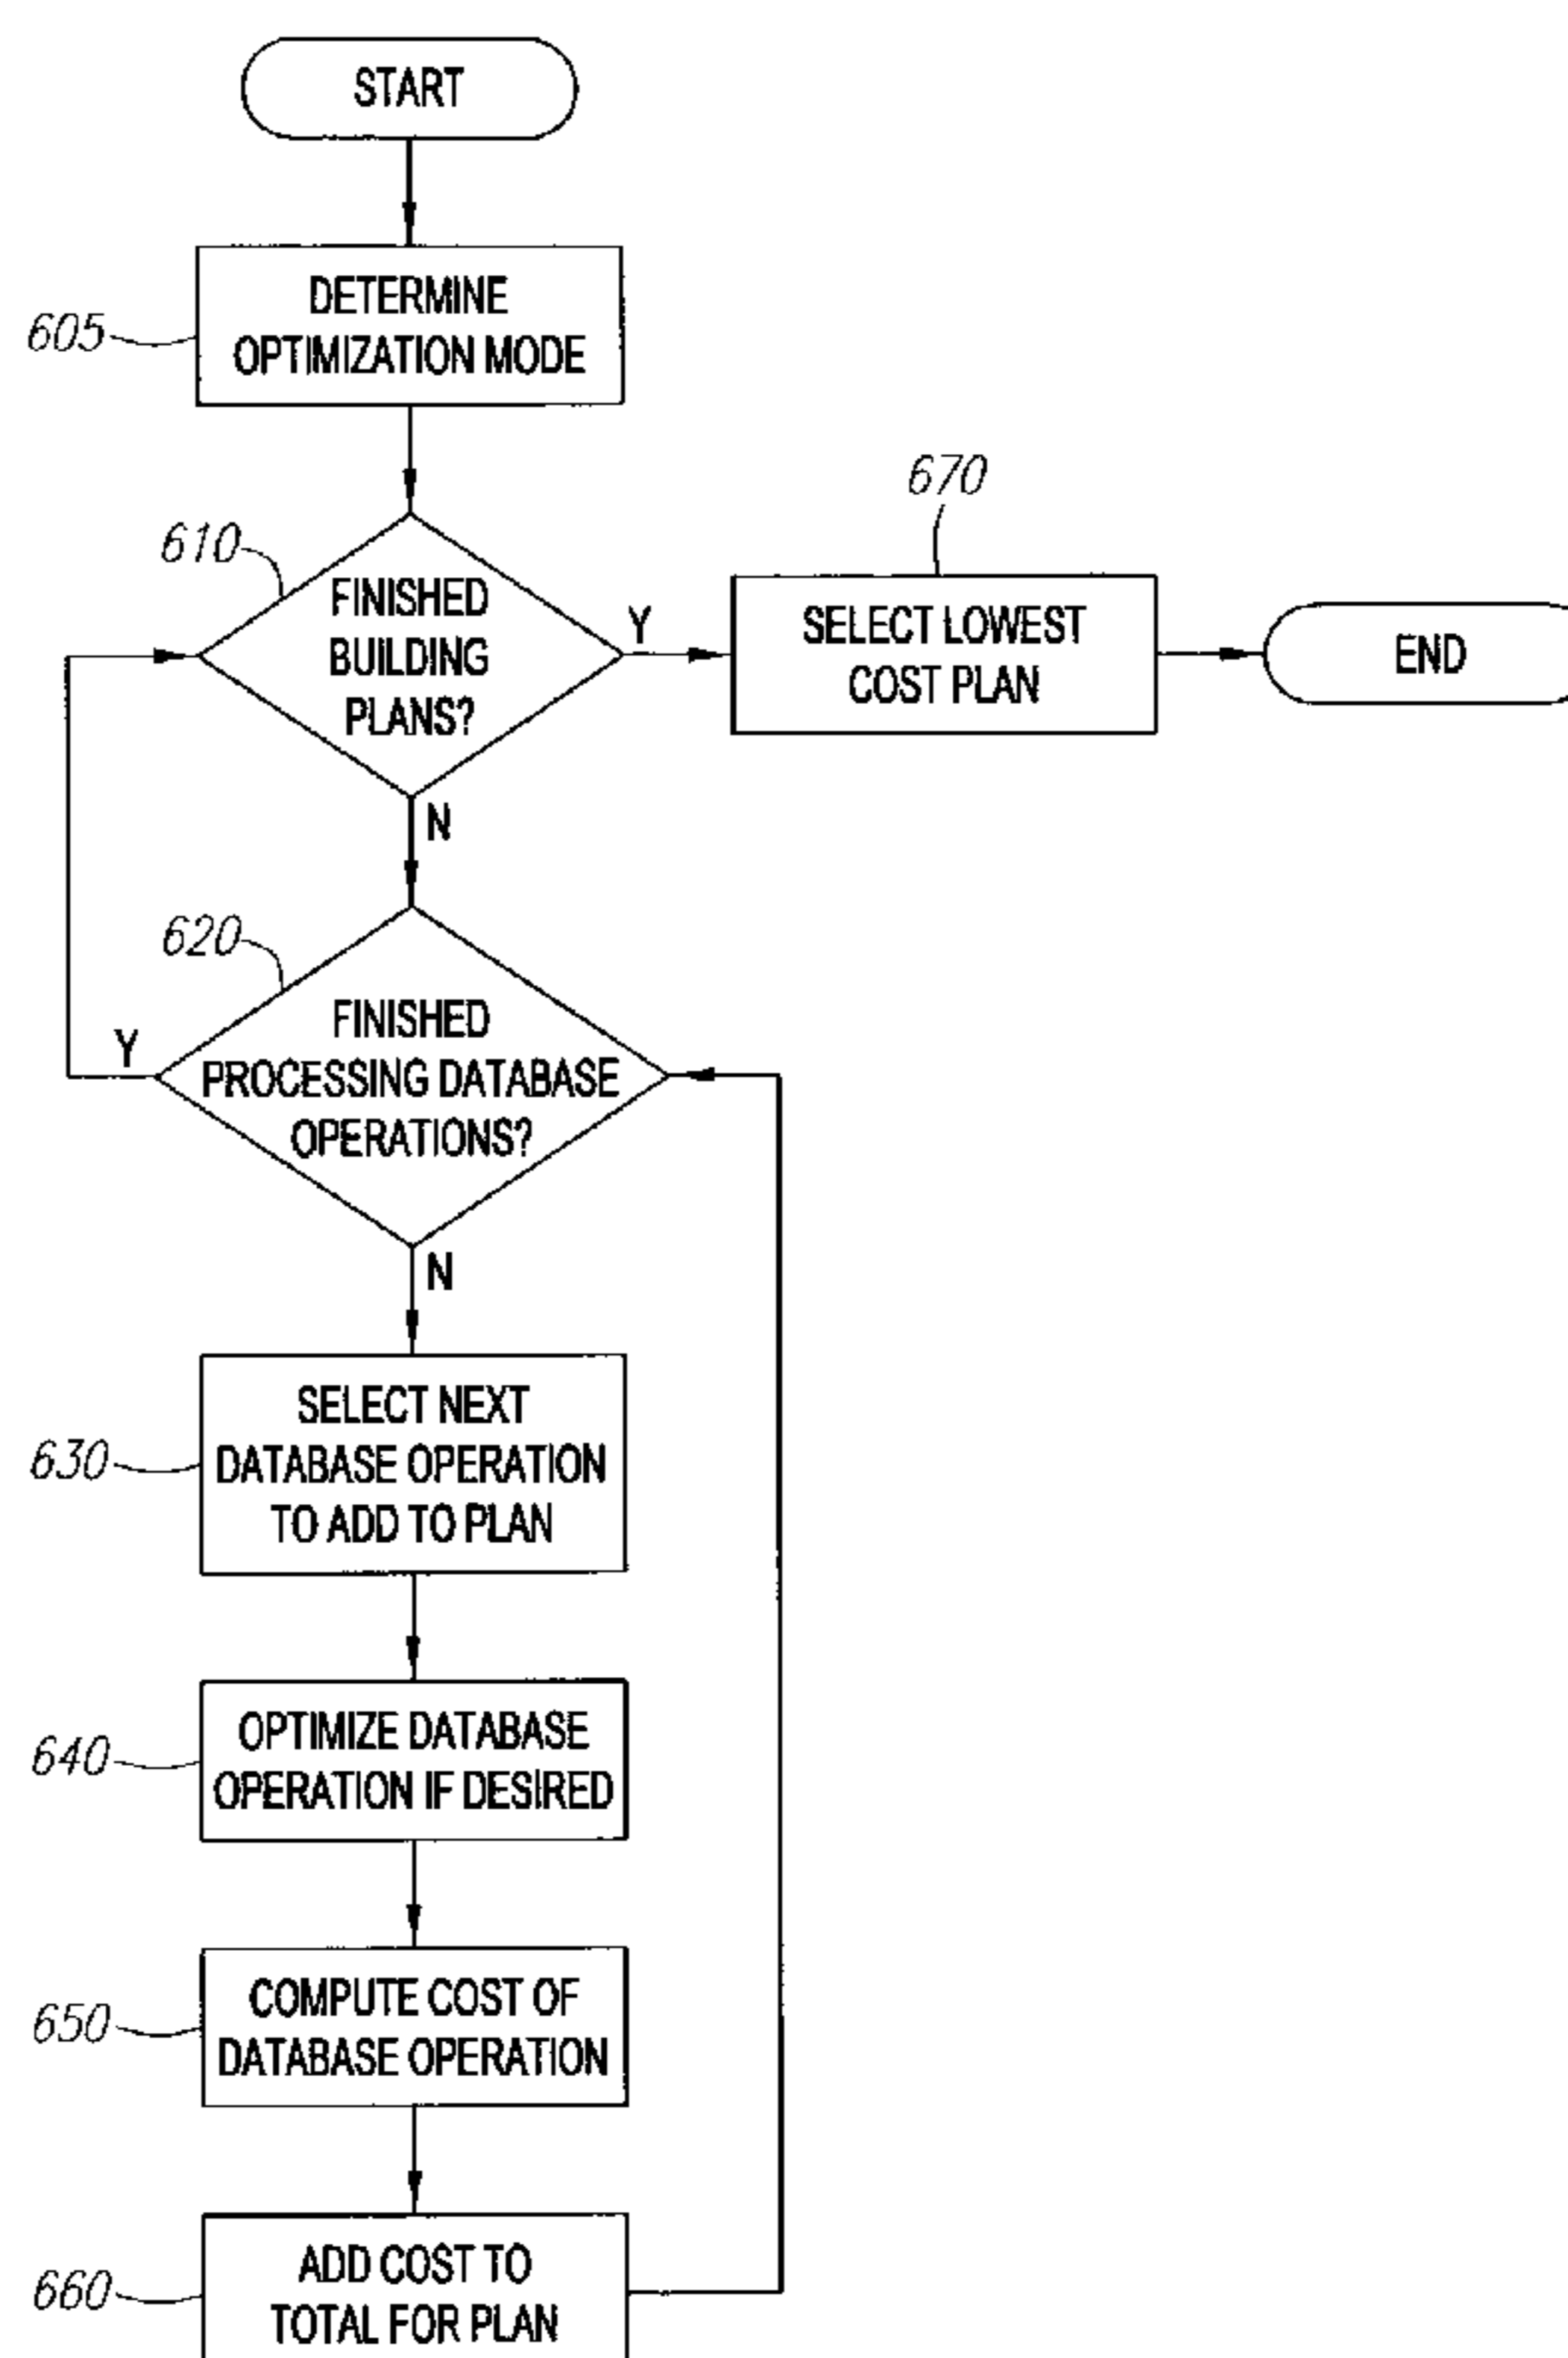 START
605
DETERMINE
OPTIMIZATION MODE
610
FINISHED
BUILDING
PLANS?
Y
N
670
SELECT LOWEST
COST PLAN
END
620
FINISHED
PROCESSING DATABASE
OPERATIONS?
Y
N
630
SELECT NEXT
DATABASE OPERATION
TO ADD TO PLAN
640
OPTIMIZE DATABASE
OPERATION IF DESIRED
650
COMPUTE COST OF
DATABASE OPERATION
660
ADD COST TO
TOTAL FOR PLAN